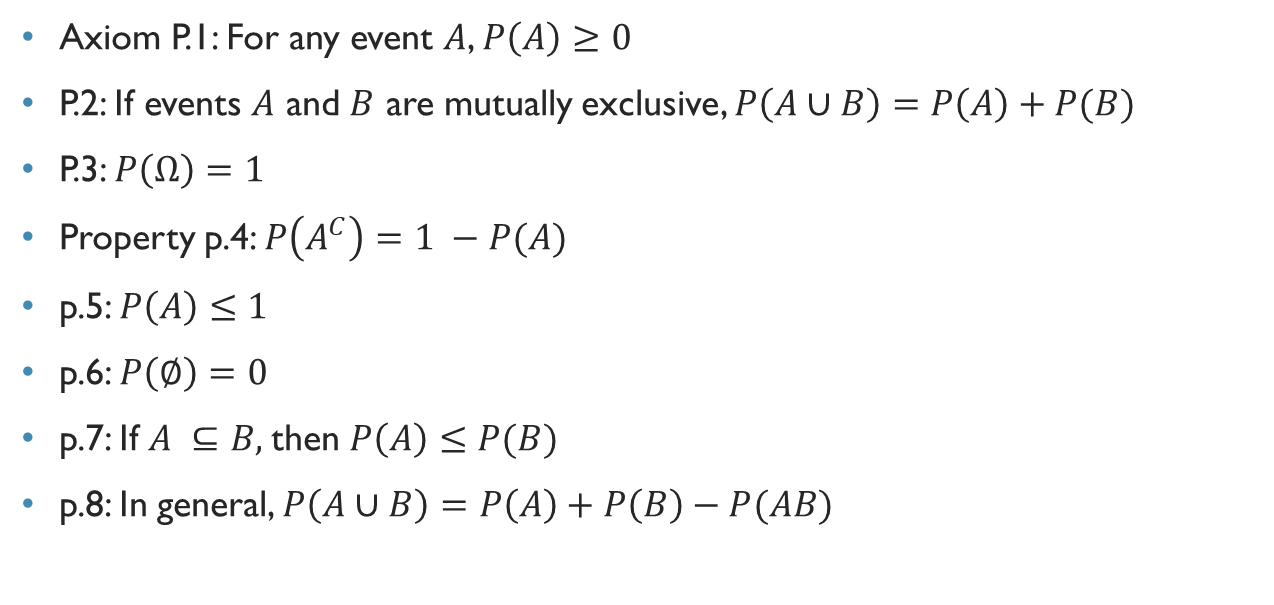 • Axiom P.1: For any event A, P(A) ≥ 0
• P.2: If events A and B are mutually exclusive, P(A ∪ B) = P(A) + P(B)
• P.3: P(Ω) = 1
• Property p.4: P(Aᶜ) = 1 − P(A)
• p.5: P(A) ≤ 1
• p.6: P(∅) = 0
• p.7: If A ⊆ B, then P(A) ≤ P(B)
• p.8: In general, P(A ∪ B) = P(A) + P(B) − P(AB)